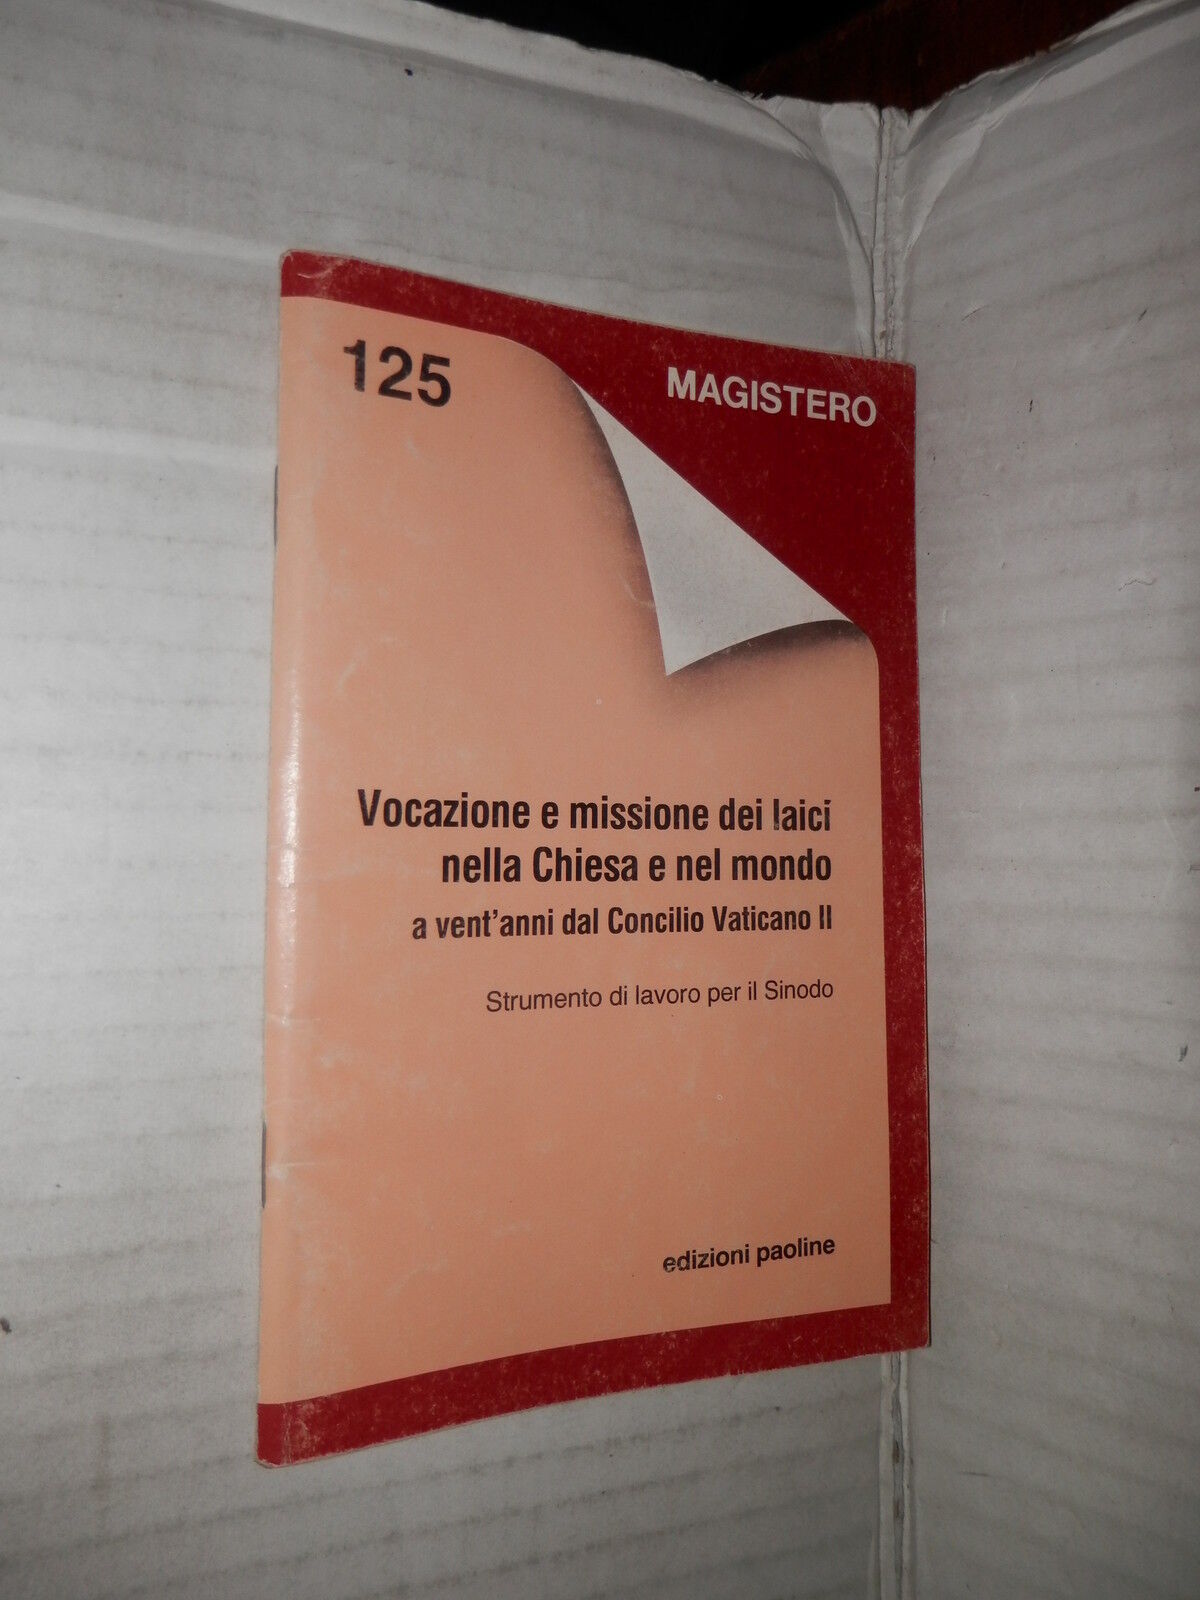 125
MAGISTERO
Vocazione e missione dei laici
nella Chiesa e nel mondo
a vent'anni dal Concilio Vaticano II
Strumento di lavoro per il Sinodo
edizioni paoline